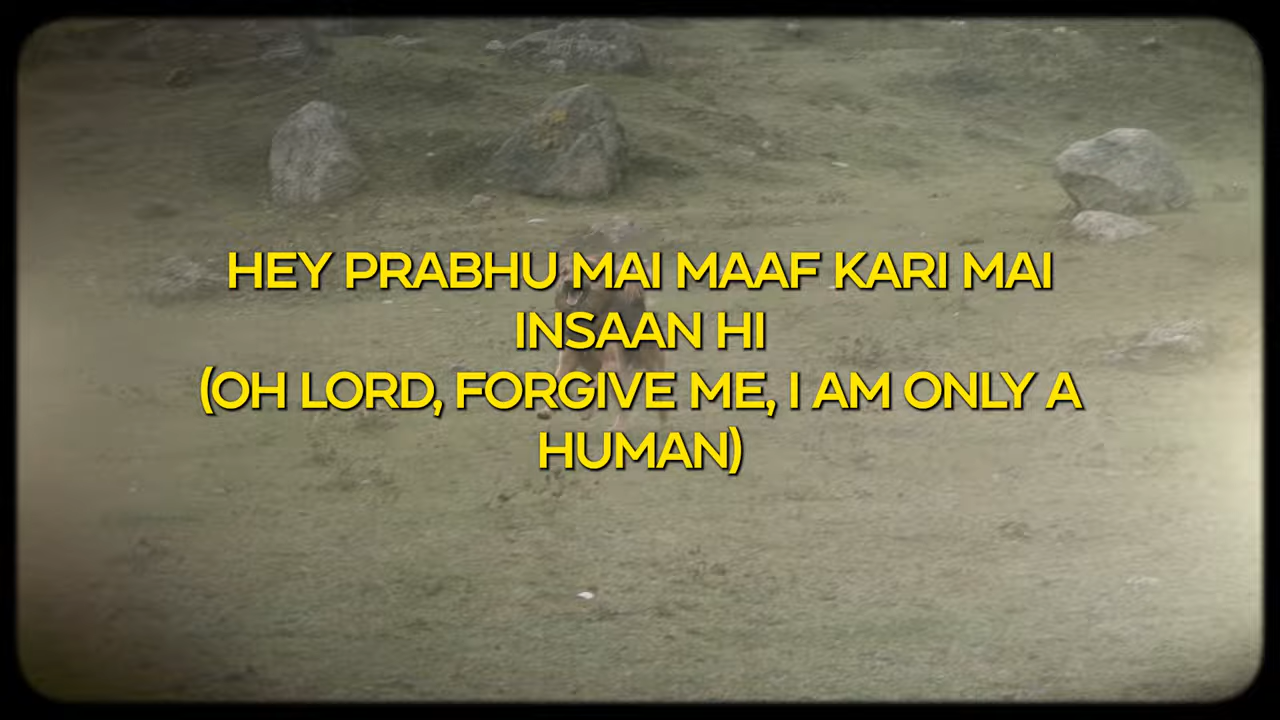 HEY PRABHU MAI MAAF KARI MAI
INSAAN HI
(OH LORD, FORGIVE ME, I AM ONLY A
HUMAN)